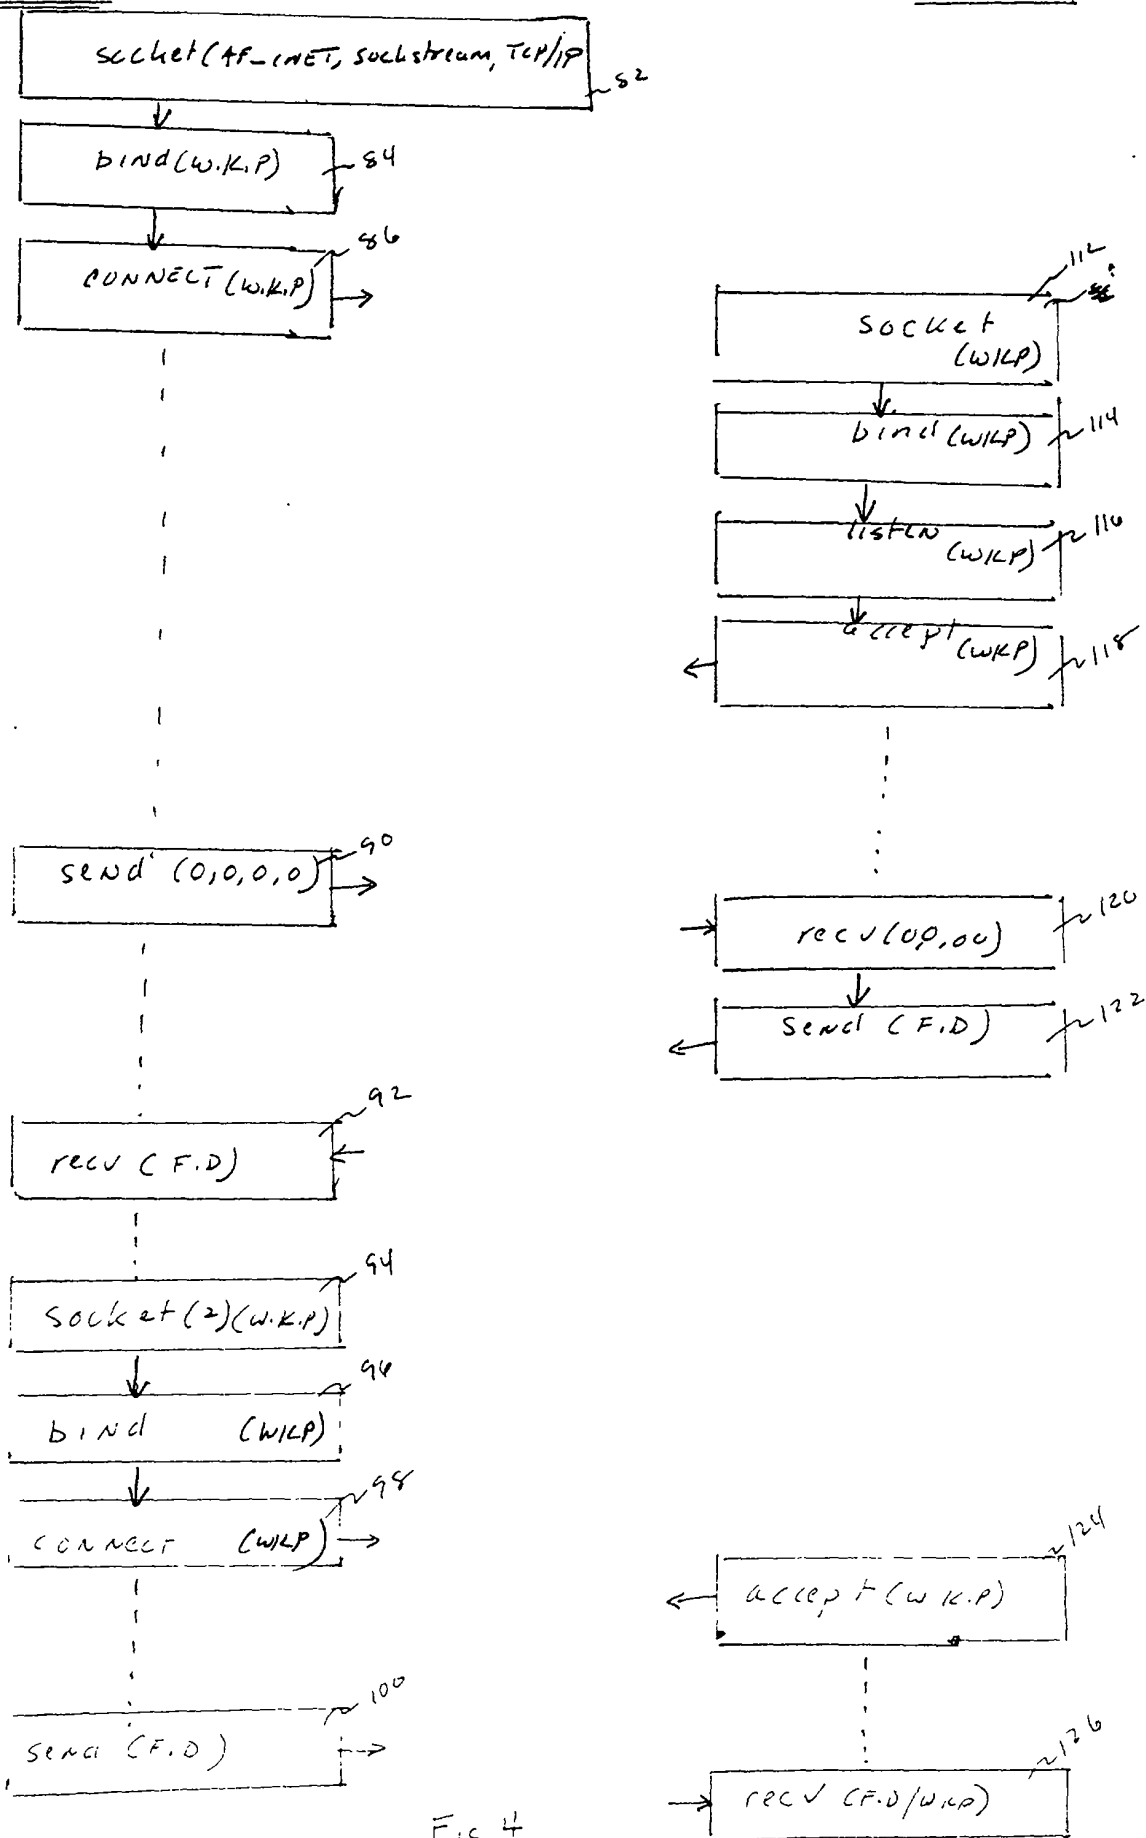 socket(AF_INET, sockstream, TCP/IP
82
bind(W.K.P)
84
CONNECT(W.K.P)
86
112
socket
(WKP)
bind(WKP)
114
listen
(WKP)
116
accept
(WKP)
118
send (0,0,0,0)
90
recv(00,00)
120
send (F.D)
122
recv (F.D)
92
socket(2)(W.K.P)
94
bind (WKP)
96
CONNECT (WKP)
98
accept(WK.P)
124
send (F.D)
100
recv (F.D/WKP)
126
Fig 4